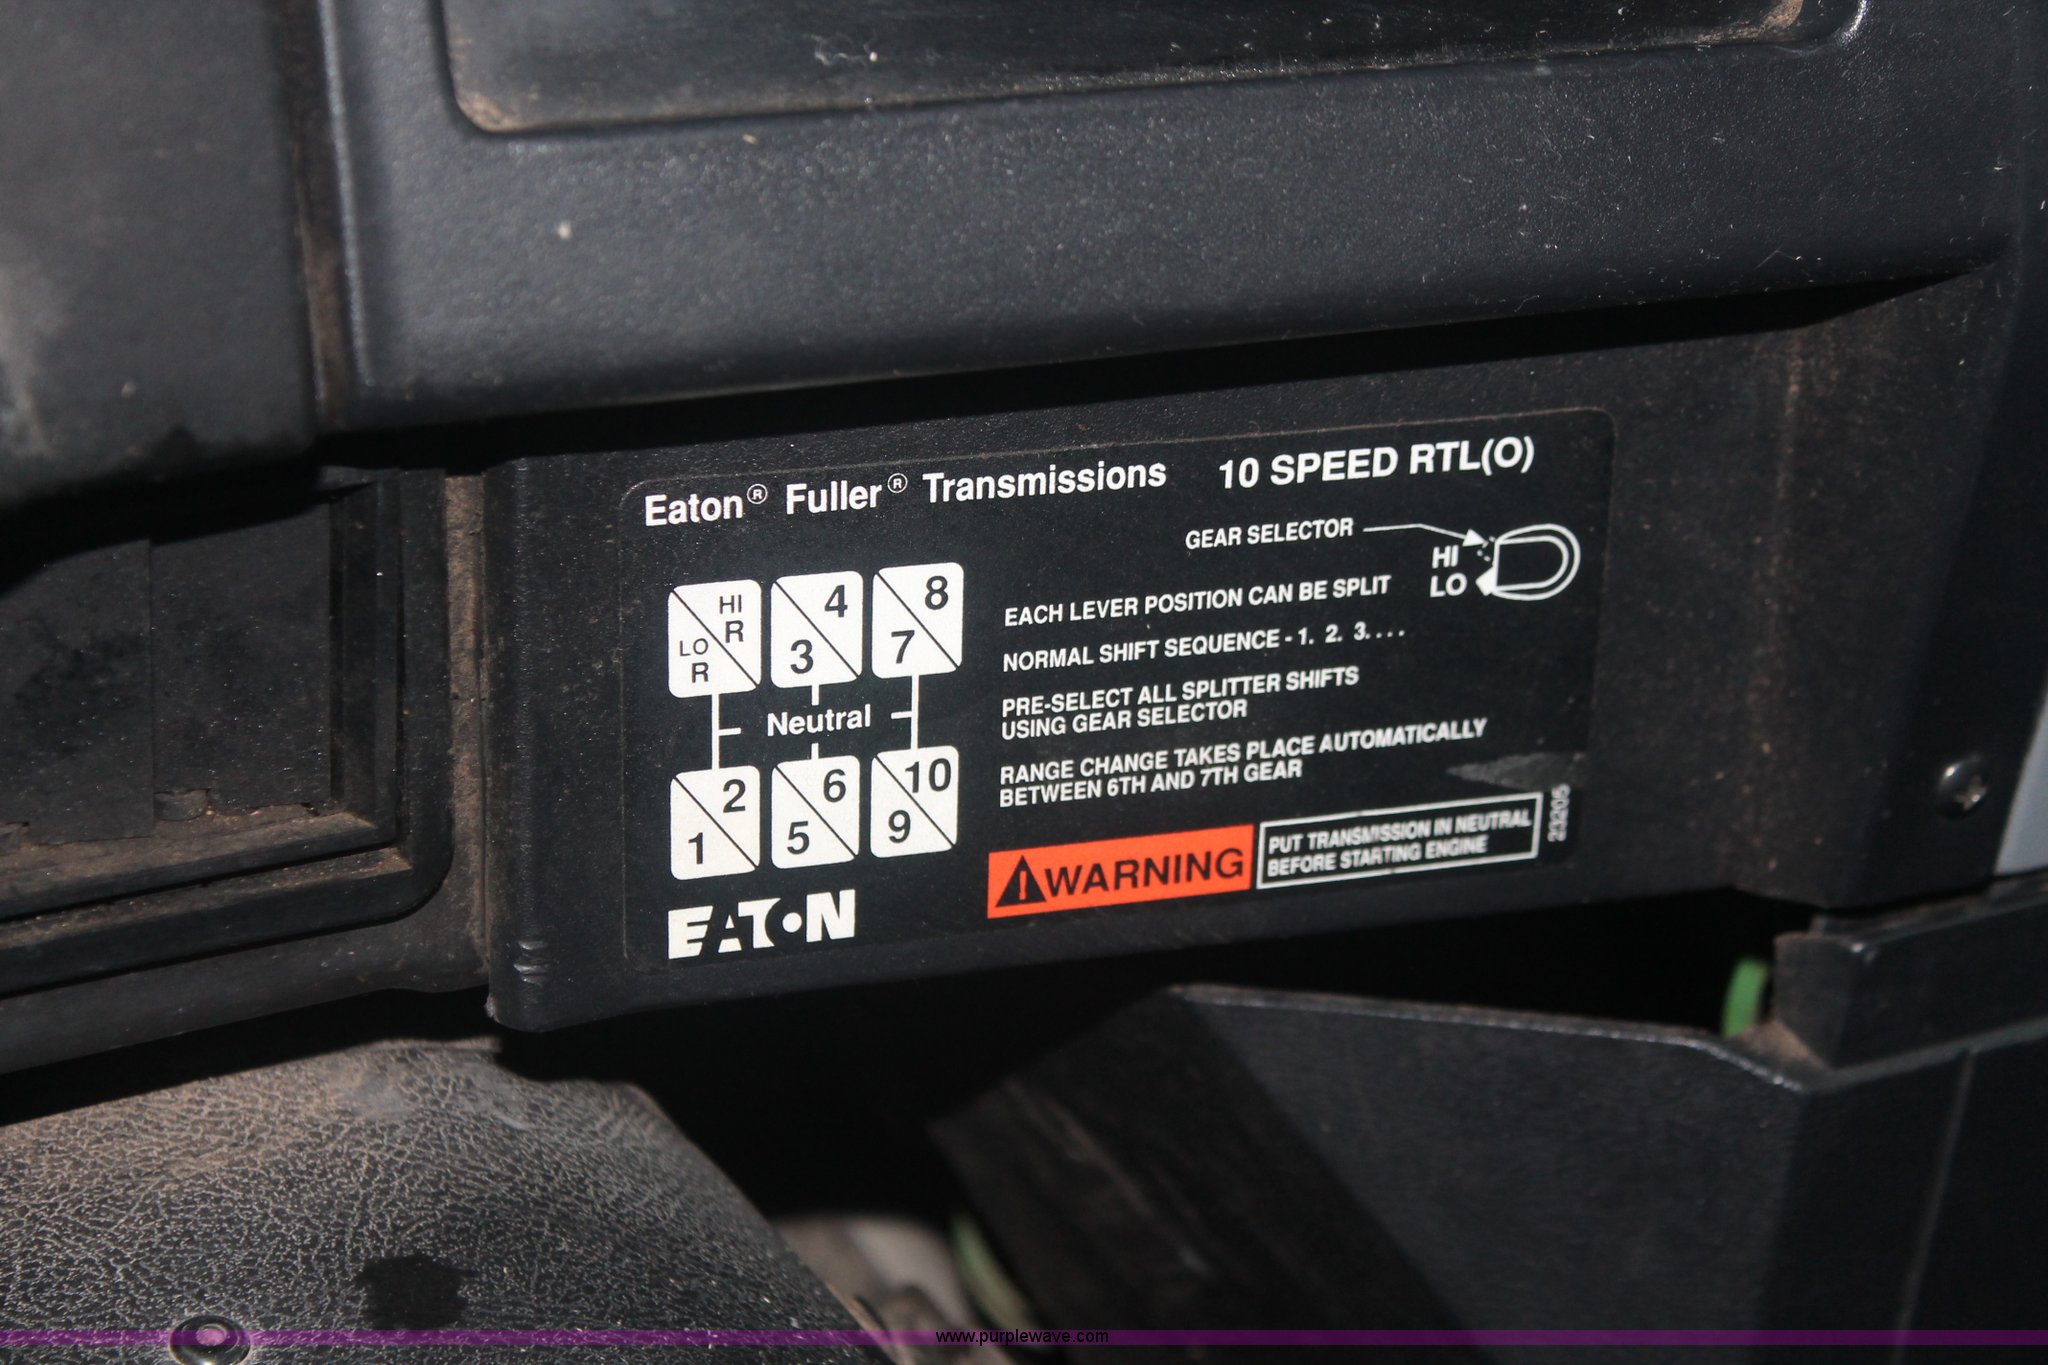 Eaton® Fuller® Transmissions 10 SPEED RTL(O)
GEAR SELECTOR
HI
LO
HI
R
LO
R
4
3
8
7
Neutral
2
1
6
5
10
9
EATON
EACH LEVER POSITION CAN BE SPLIT
NORMAL SHIFT SEQUENCE - 1. 2. 3....
PRE-SELECT ALL SPLITTER SHIFTS
USING GEAR SELECTOR
RANGE CHANGE TAKES PLACE AUTOMATICALLY
BETWEEN 6TH AND 7TH GEAR
WARNING
PUT TRANSMISSION IN NEUTRAL
BEFORE STARTING ENGINE
23205
www.purplewave.com